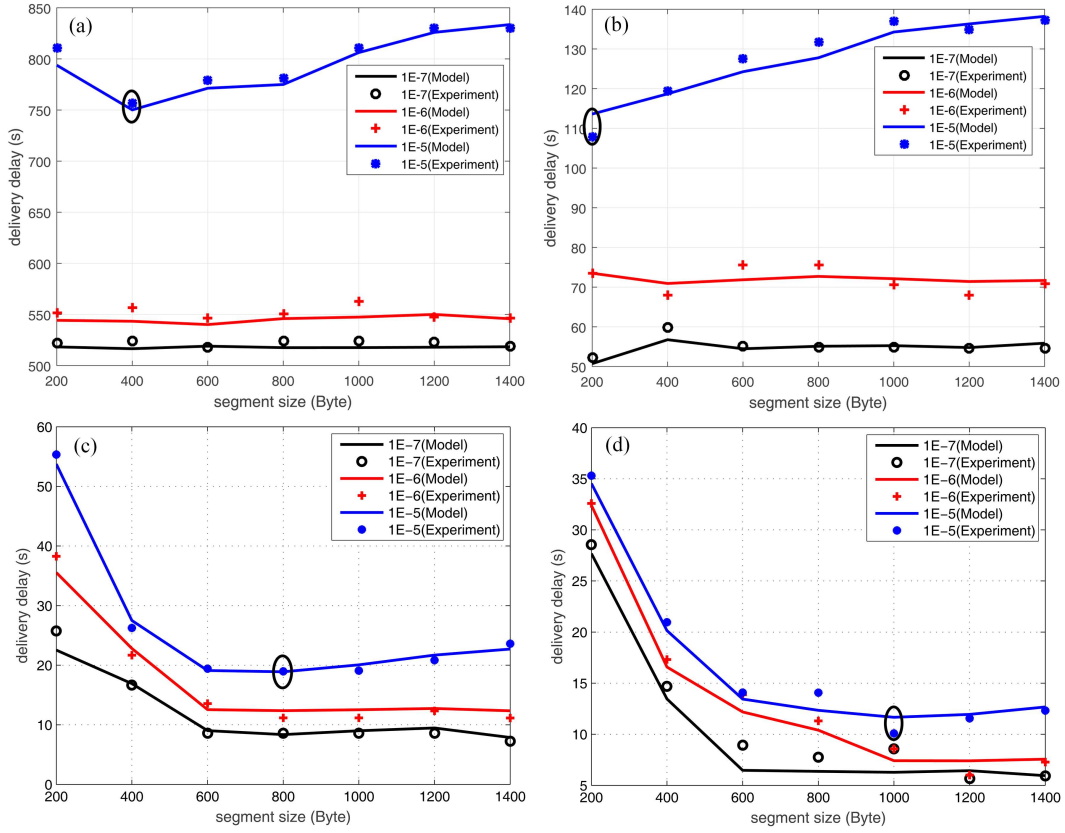 (a)
850
800
750
700
650
600
550
500
delivery delay (s)
200 400 600 800 1000 1200 1400
segment size (Byte)
1E-7(Model)
1E-7(Experiment)
1E-6(Model)
1E-6(Experiment)
1E-5(Model)
1E-5(Experiment)
(b)
140
130
120
110
100
90
80
70
60
50
delivery delay (s)
200 400 600 800 1000 1200 1400
segment size (Byte)
1E-7(Model)
1E-7(Experiment)
1E-6(Model)
1E-6(Experiment)
1E-5(Model)
1E-5(Experiment)
(c)
60
50
40
30
20
10
0
delivery delay (s)
200 400 600 800 1000 1200 1400
segment size (Byte)
1E−7(Model)
1E−7(Experiment)
1E−6(Model)
1E−6(Experiment)
1E−5(Model)
1E−5(Experiment)
(d)
40
35
30
25
20
15
10
5
delivery delay (s)
200 400 600 800 1000 1200 1400
segment size (Byte)
1E−7(Model)
1E−7(Experiment)
1E−6(Model)
1E−6(Experiment)
1E−5(Model)
1E−5(Experiment)